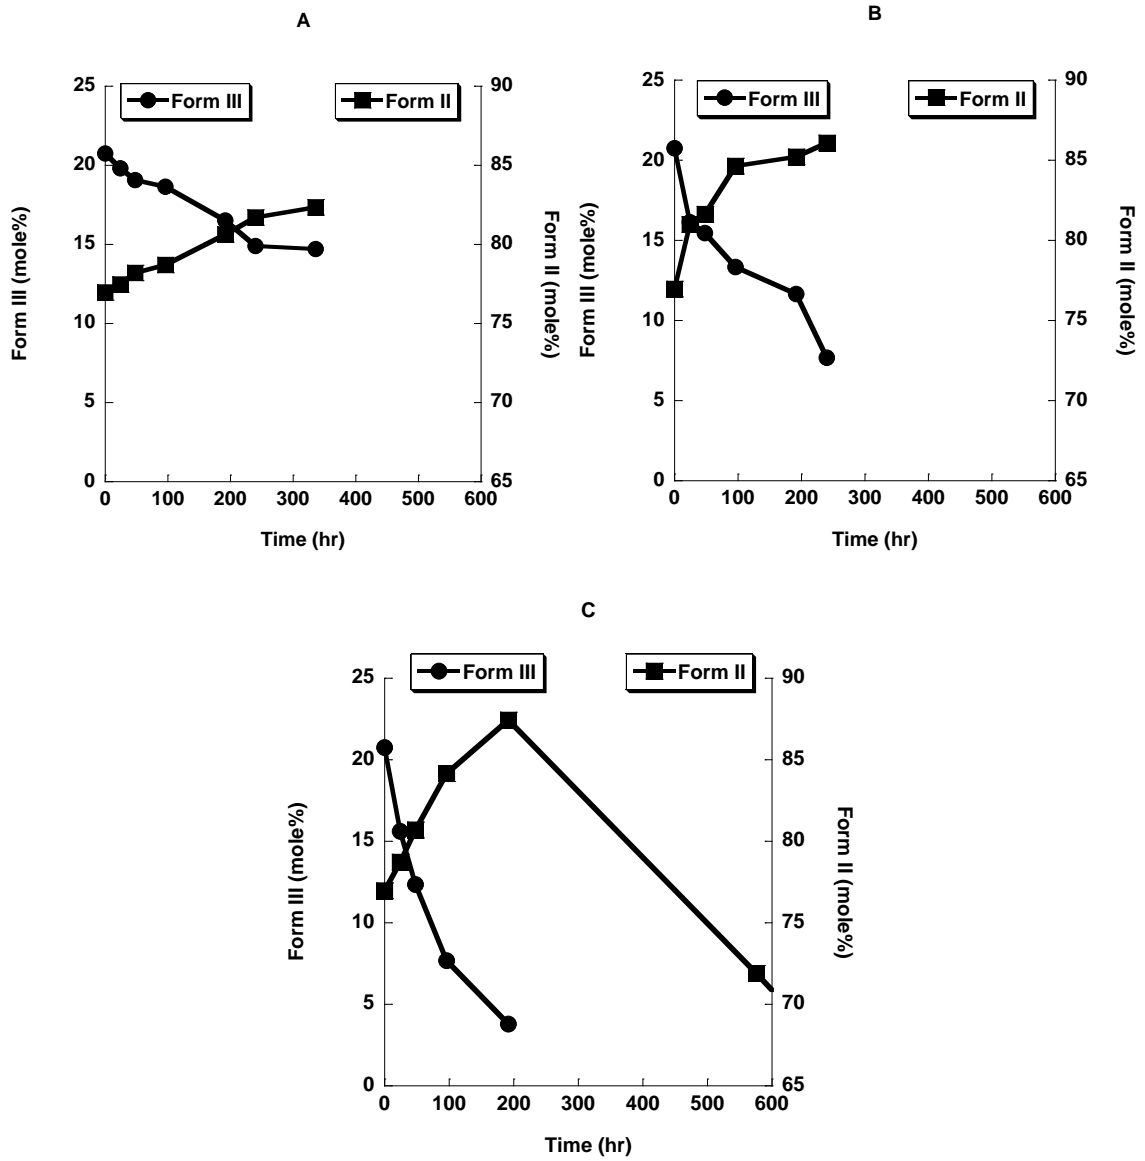 A
Form III
Form II
25
20
15
10
5
0
90
85
80
75
70
65
0 100 200 300 400 500 600
Form III (mole%)
Form II (mole%)
Time (hr)
B
Form III
Form II
25
20
15
10
5
0
90
85
80
75
70
65
0 100 200 300 400 500 600
Form III (mole%)
Form II (mole%)
Time (hr)
C
Form III
Form II
25
20
15
10
5
0
90
85
80
75
70
65
0 100 200 300 400 500 600
Form III (mole%)
Form II (mole%)
Time (hr)